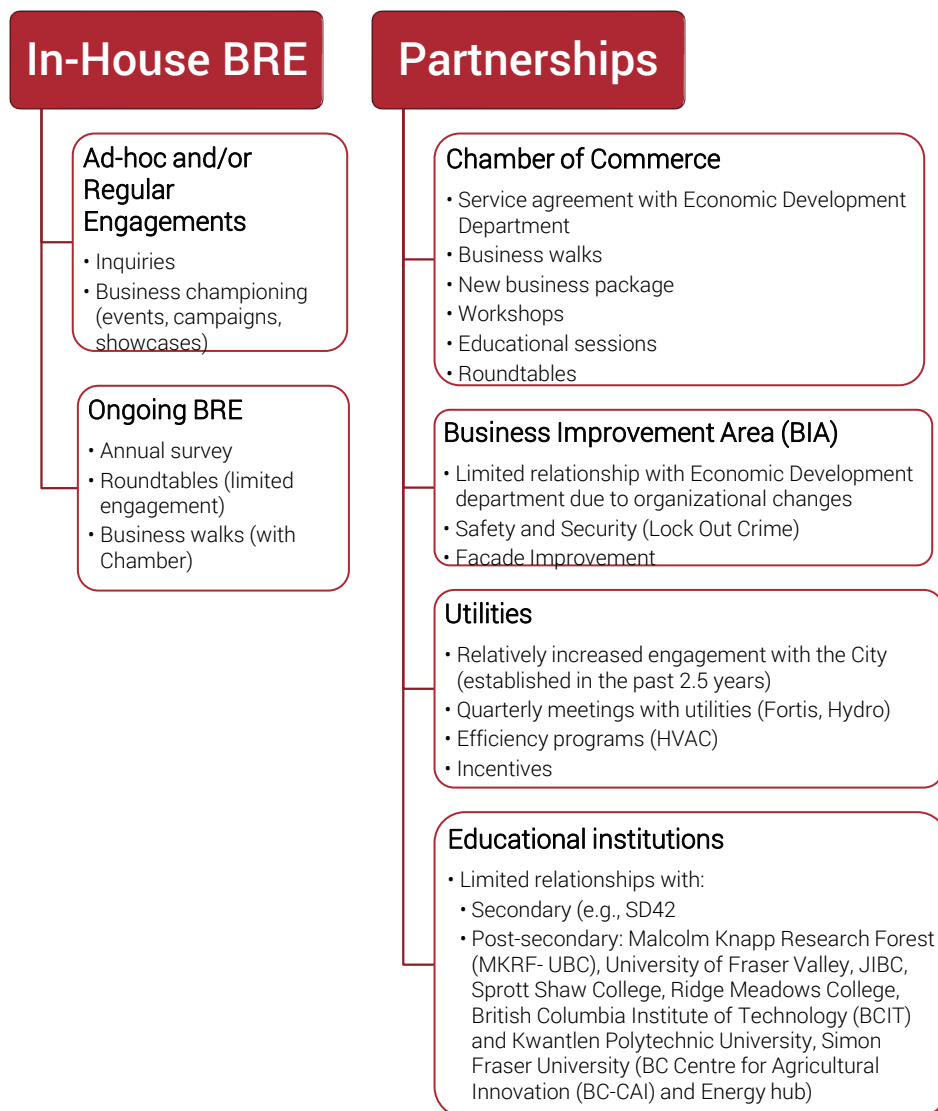 In-House BRE
Ad-hoc and/or
Regular
Engagements
• Inquiries
• Business championing
(events, campaigns,
showcases)
Ongoing BRE
• Annual survey
• Roundtables (limited
engagement)
• Business walks (with
Chamber)
Partnerships
Chamber of Commerce
• Service agreement with Economic Development
Department
• Business walks
• New business package
• Workshops
• Educational sessions
• Roundtables
Business Improvement Area (BIA)
• Limited relationship with Economic Development
department due to organizational changes
• Safety and Security (Lock Out Crime)
• Facade Improvement
Utilities
• Relatively increased engagement with the City
(established in the past 2.5 years)
• Quarterly meetings with utilities (Fortis, Hydro)
• Efficiency programs (HVAC)
• Incentives
Educational institutions
• Limited relationships with:
• Secondary (e.g., SD42
• Post-secondary: Malcolm Knapp Research Forest
(MKRF- UBC), University of Fraser Valley, JIBC,
Sprott Shaw College, Ridge Meadows College,
British Columbia Institute of Technology (BCIT)
and Kwantlen Polytechnic University, Simon
Fraser University (BC Centre for Agricultural
Innovation (BC-CAI) and Energy hub)